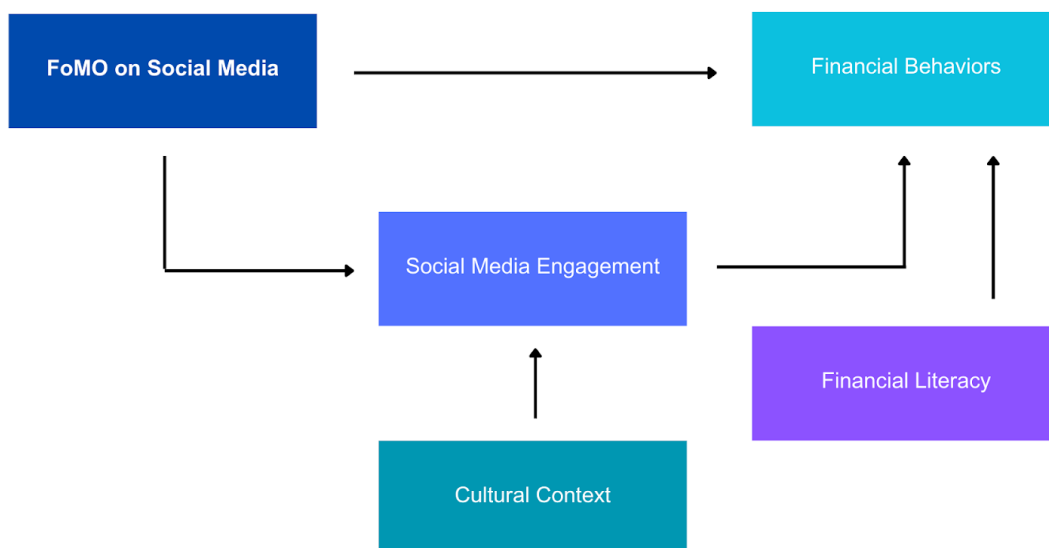 FoMO on Social Media
Financial Behaviors
Social Media Engagement
Financial Literacy
Cultural Context